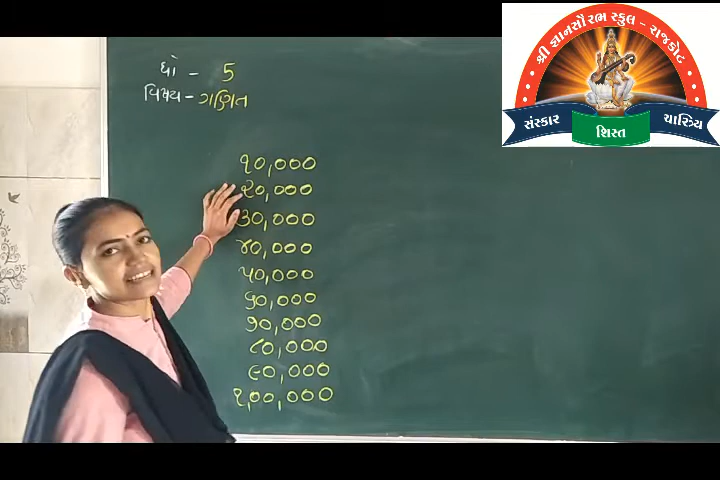 શ્રી જ્ઞાનસૌરભ સ્કુલ - રાજકોટ
સંસ્કાર
શિસ્ત
ચારિત્ર્ય
ધો - 5
વિષય - ગણિત
૧૦,૦૦૦
૨૦,૦૦૦
૩૦,૦૦૦
૪૦,૦૦૦
૫૦,૦૦૦
૬૦,૦૦૦
૭૦,૦૦૦
૮૦,૦૦૦
૯૦,૦૦૦
૧,૦૦,૦૦૦